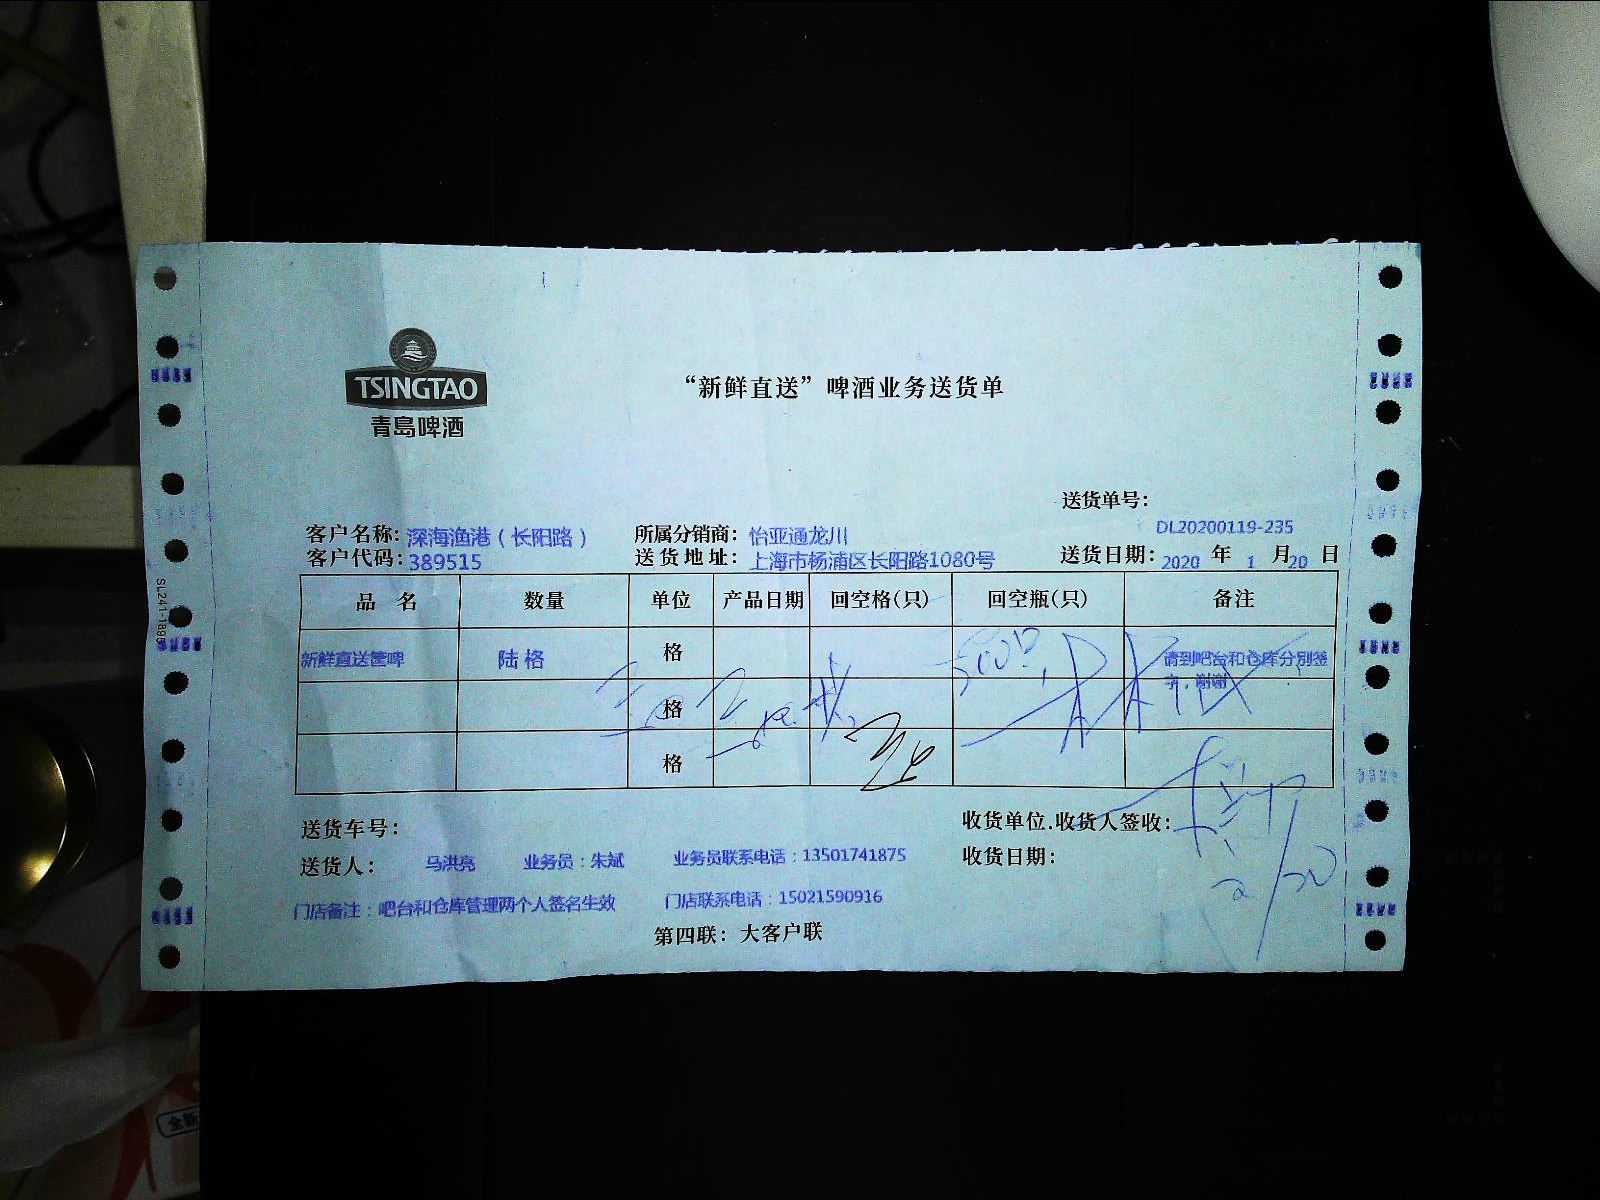 TSINGTAO
青島啤酒
“新鲜直送”啤酒业务送货单
送货单号：
DL20200119-235
客户名称：深海渔港（长阳路） 所属分销商：怡亚通龙川
客户代码：389515 送货地址：上海市杨浦区长阳路1080号 送货日期：2020 年 1 月 20 日
品名 数量 单位 产品日期 回空格(只) 回空瓶(只) 备注
新鲜直送筐啤 陆格 格 请到吧台和仓库分别签字，谢谢
格
格
送货车号： 收货单位.收货人签收：
送货人： 马洪亮 业务员：朱斌 业务员联系电话：13501741875 收货日期：
门店备注：吧台和仓库管理两个人签名生效 门店联系电话：15021590916
第四联：大客户联
全新